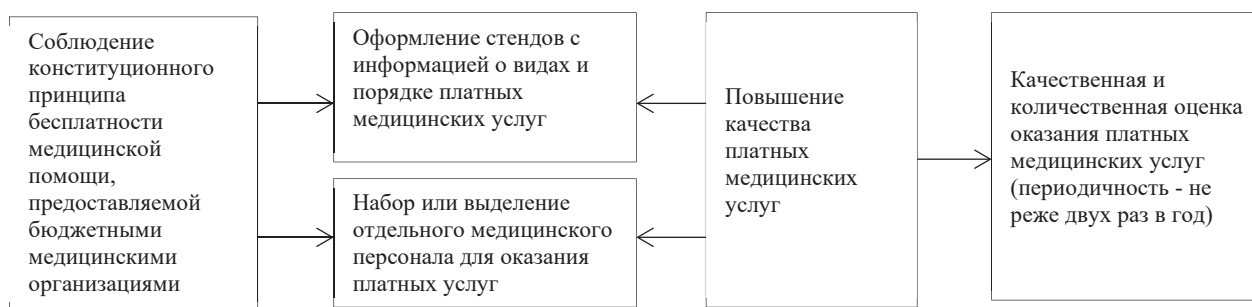 Соблюдение
конституционного
принципа
бесплатности
медицинской
помощи,
предоставляемой
бюджетными
медицинскими
организациями
Оформление стендов с
информацией о видах и
порядке платных
медицинских услуг
Набор или выделение
отдельного медицинского
персонала для оказания
платных услуг
Повышение
качества
платных
медицинских
услуг
Качественная и
количественная оценка
оказания платных
медицинских услуг
(периодичность - не
реже двух раз в год)